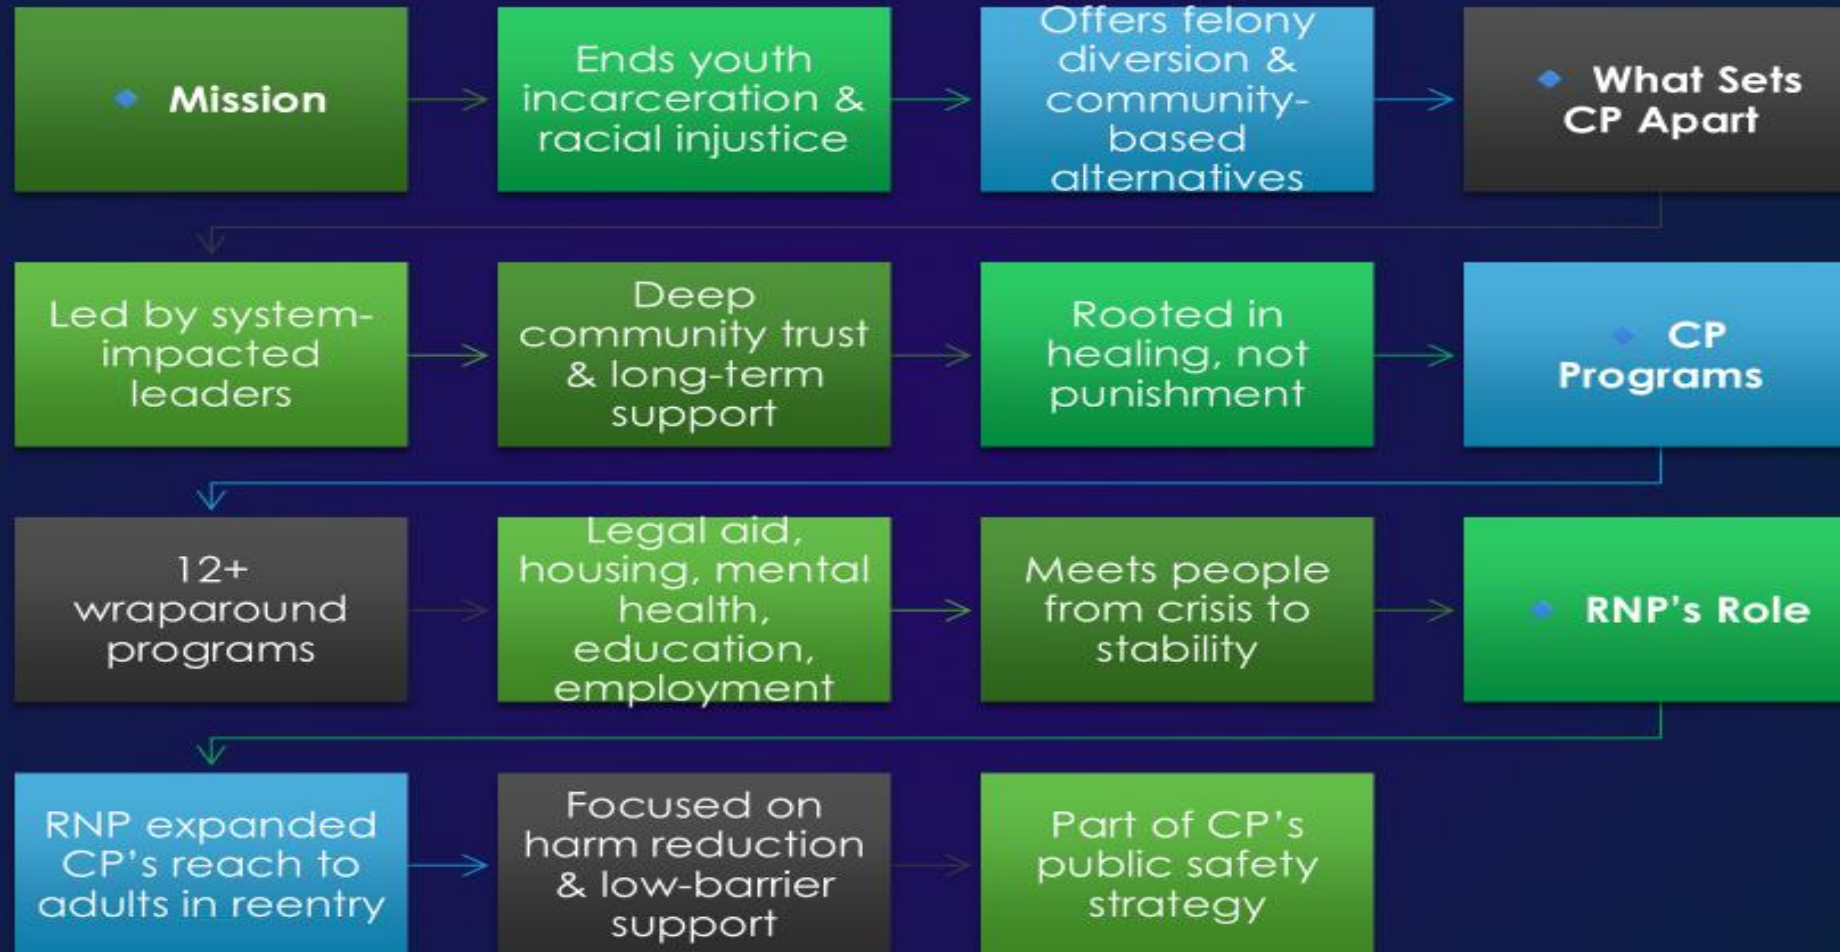 Mission
Ends youth
incarceration &
racial injustice
Offers felony
diversion &
community-
based
alternatives
What Sets
CP Apart
Led by system-
impacted
leaders
Deep
community trust
& long-term
support
Rooted in
healing, not
punishment
CP
Programs
12+
wraparound
programs
Legal aid,
housing, mental
health,
education,
employment
Meets people
from crisis to
stability
RNP’s Role
RNP expanded
CP’s reach to
adults in reentry
Focused on
harm reduction
& low-barrier
support
Part of CP’s
public safety
strategy